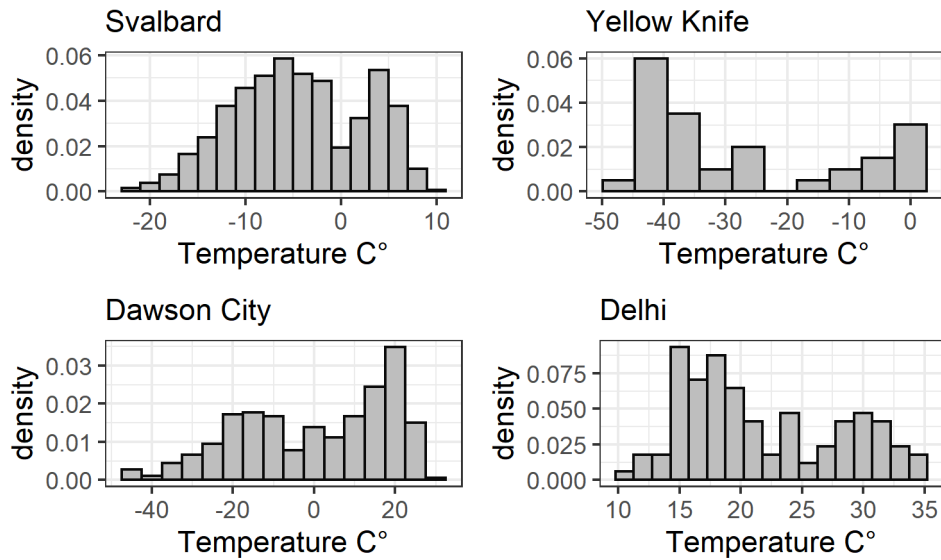 Svalbard
density
0.06
0.04
0.02
0.00
-20 -10 0 10
Temperature C°
Yellow Knife
density
0.06
0.04
0.02
0.00
-50 -40 -30 -20 -10 0
Temperature C°
Dawson City
density
0.03
0.02
0.01
0.00
-40 -20 0 20
Temperature C°
Delhi
density
0.075
0.050
0.025
0.000
10 15 20 25 30 35
Temperature C°